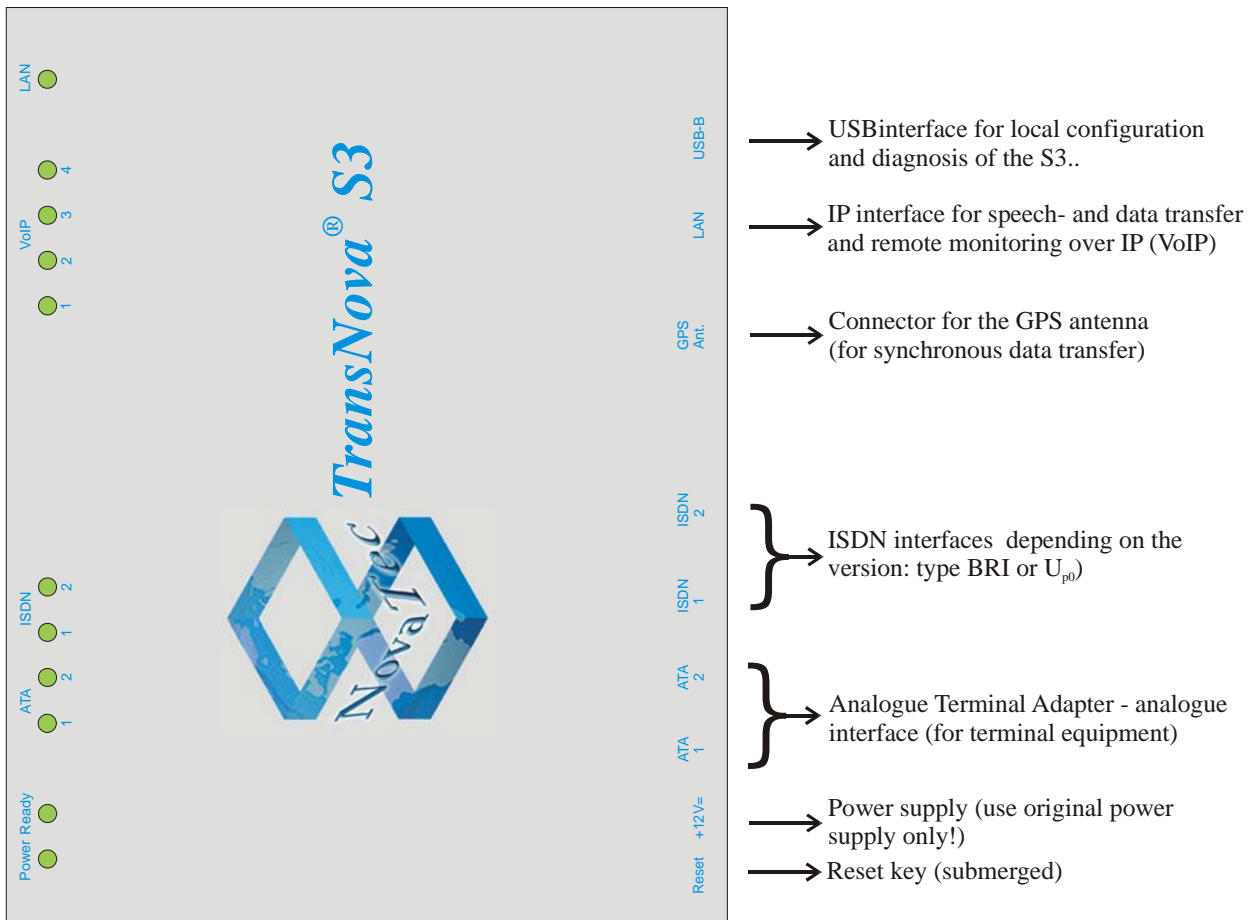 LAN
4
3
2
1
VoIP
2
1
ISDN
2
1
ATA
Power Ready
TransNova® S3
NovaTec
USB-B
LAN
GPS
Ant.
ISDN
2
ISDN
1
ATA
2
ATA
1
+12V=
Reset
USBinterface for local configuration
and diagnosis of the S3..
IP interface for speech- and data transfer
and remote monitoring over IP (VoIP)
Connector for the GPS antenna
(for synchronous data transfer)
ISDN interfaces depending on the
version: type BRI or Up0)
Analogue Terminal Adapter - analogue
interface (for terminal equipment)
Power supply (use original power
supply only!)
Reset key (submerged)